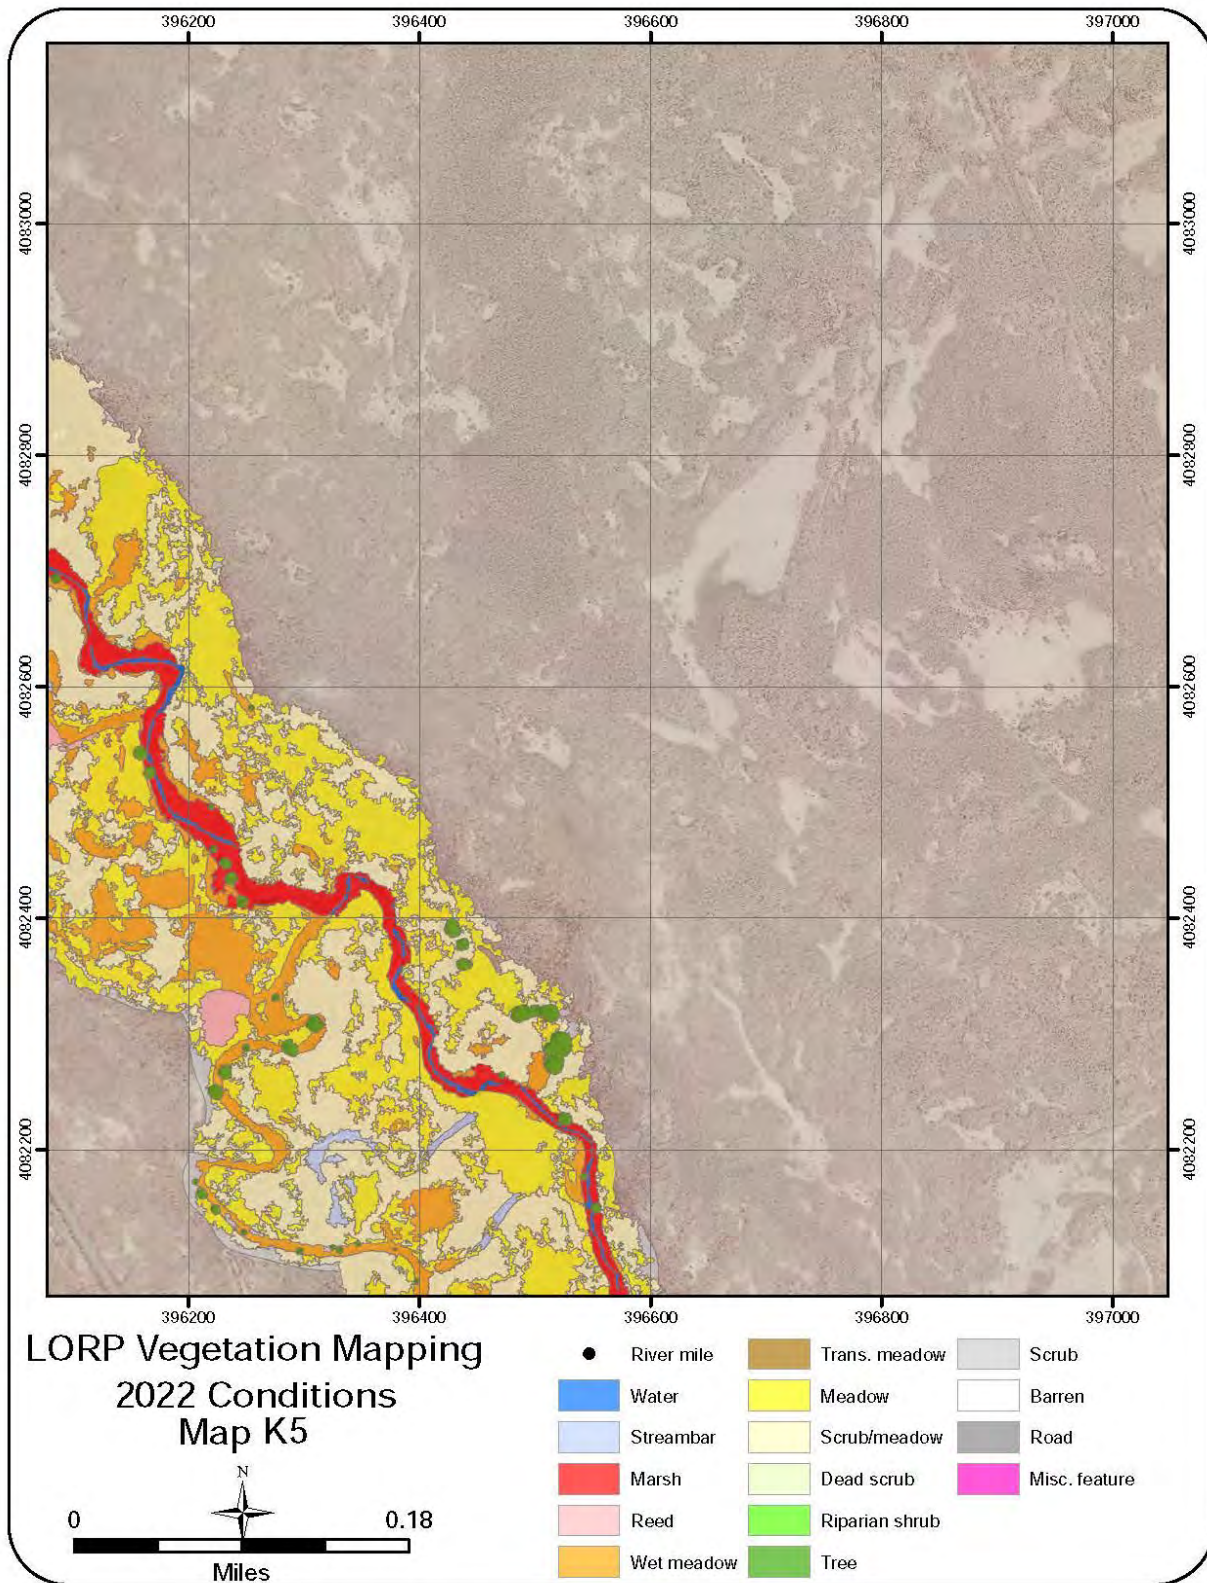 396200 396400 396600 396800 397000
4083000 4083000
4082800 4082800
4082600 4082600
4082400 4082400
4082200 4082200
396200 396400 396600 396800 397000
LORP Vegetation Mapping
2022 Conditions
Map K5
N
0 0.18
Miles
River mile
Water
Streambar
Marsh
Reed
Wet meadow
Trans. meadow
Meadow
Scrub/meadow
Dead scrub
Riparian shrub
Tree
Scrub
Barren
Road
Misc. feature